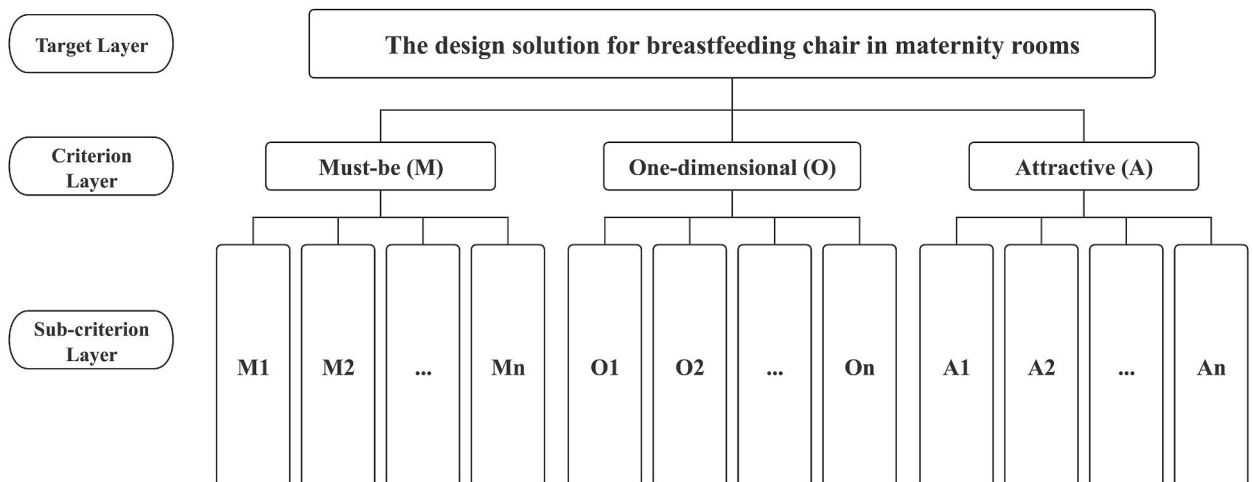 Target Layer
The design solution for breastfeeding chair in maternity rooms
Criterion
Layer
Must-be (M)
One-dimensional (O)
Attractive (A)
Sub-criterion
Layer
M1
M2
...
Mn
O1
O2
...
On
A1
A2
...
An